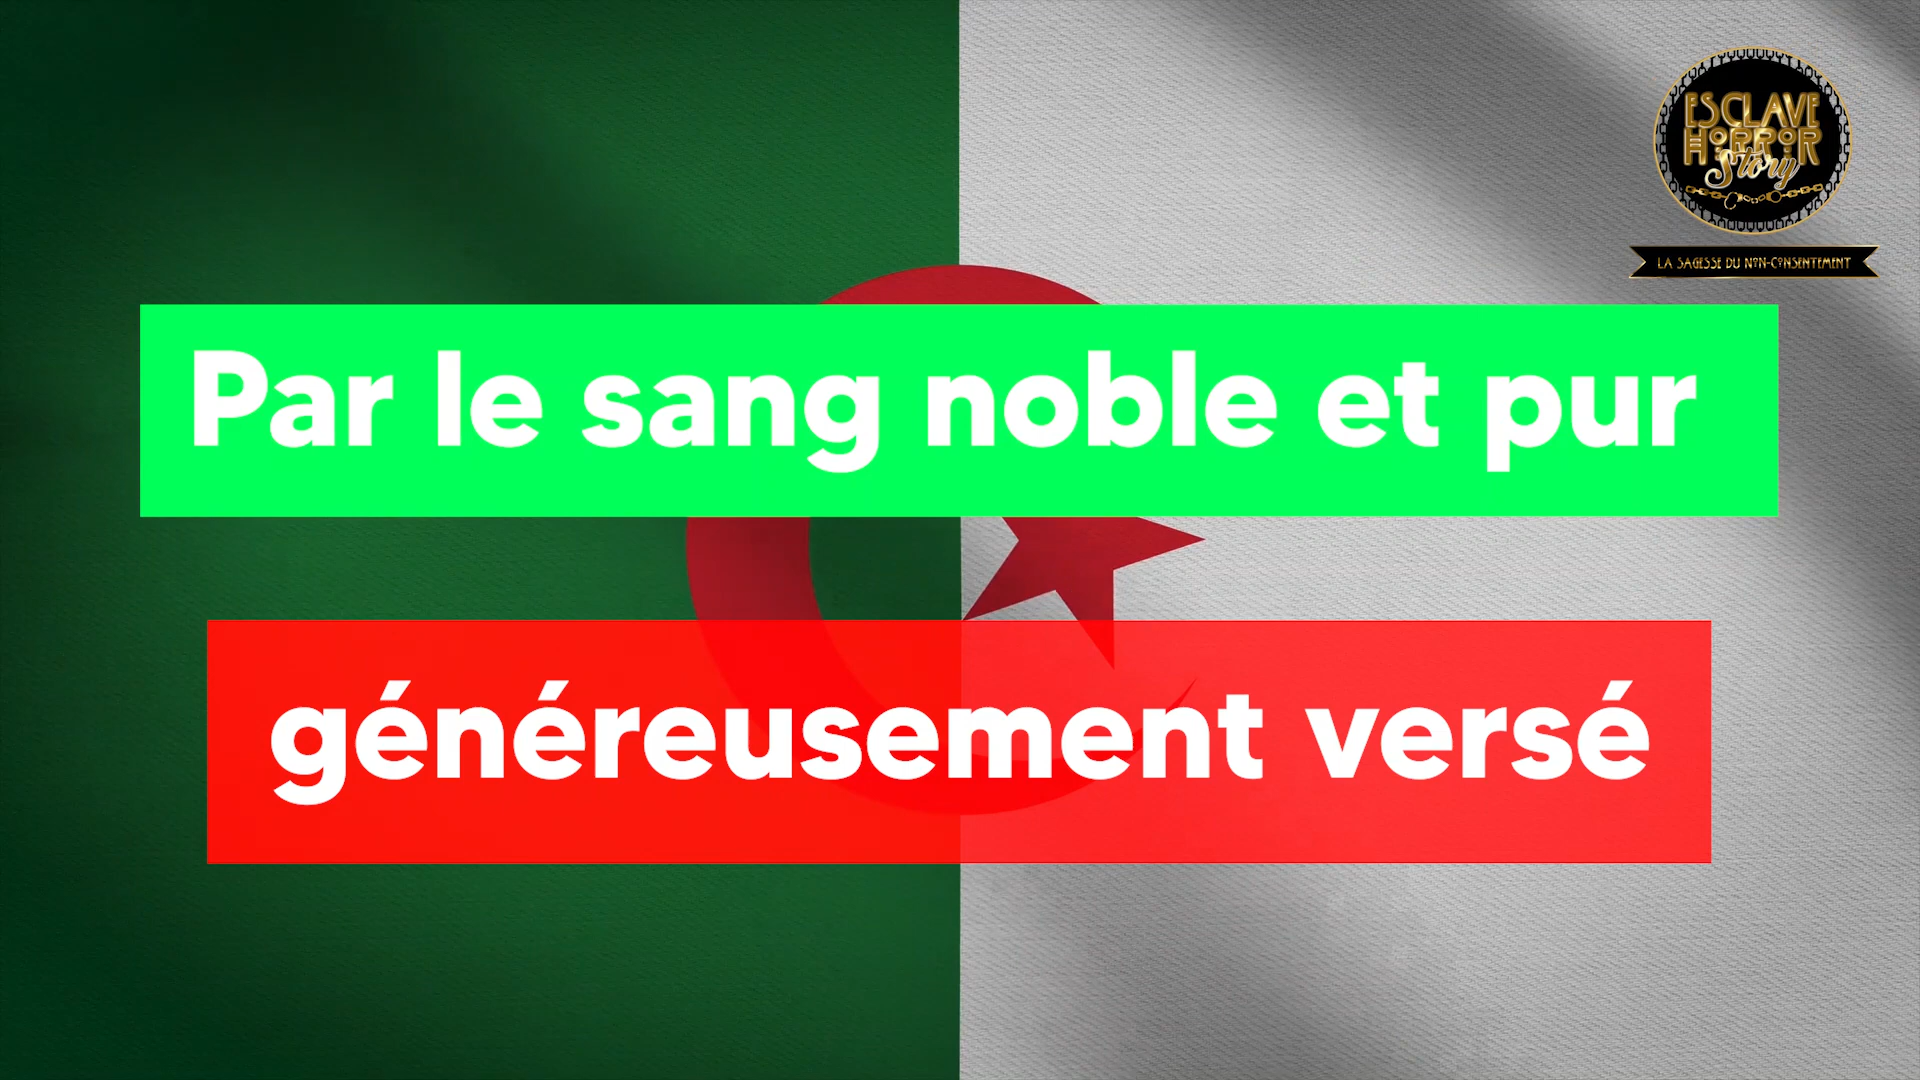 ESCLAVE
HORROR
Story
LA SAGESSE DU NON-CONSENTEMENT
Par le sang noble et pur
généreusement versé